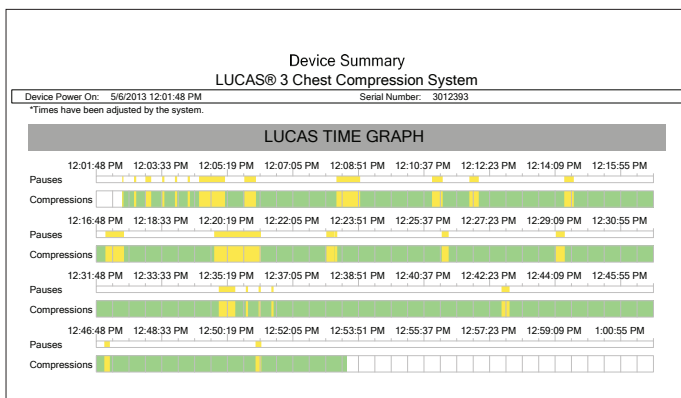 Device Summary
LUCAS® 3 Chest Compression System
Device Power On: 5/6/2013 12:01:48 PM Serial Number: 3012393
*Times have been adjusted by the system.
LUCAS TIME GRAPH
12:01:48 PM 12:03:33 PM 12:05:19 PM 12:07:05 PM 12:08:51 PM 12:10:37 PM 12:12:23 PM 12:14:09 PM 12:15:55 PM
Pauses
Compressions
12:16:48 PM 12:18:33 PM 12:20:19 PM 12:22:05 PM 12:23:51 PM 12:25:37 PM 12:27:23 PM 12:29:09 PM 12:30:55 PM
Pauses
Compressions
12:31:48 PM 12:33:33 PM 12:35:19 PM 12:37:05 PM 12:38:51 PM 12:40:37 PM 12:42:23 PM 12:44:09 PM 12:45:55 PM
Pauses
Compressions
12:46:48 PM 12:48:33 PM 12:50:19 PM 12:52:05 PM 12:53:51 PM 12:55:37 PM 12:57:23 PM 12:59:09 PM 1:00:55 PM
Pauses
Compressions